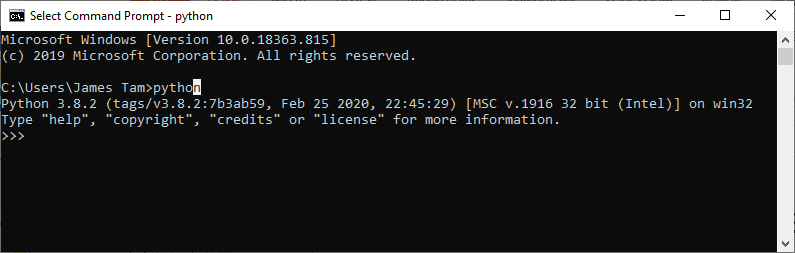 Select Command Prompt - python
Microsoft Windows [Version 10.0.18363.815]
(c) 2019 Microsoft Corporation. All rights reserved.
C:\Users\James Tam>python
Python 3.8.2 (tags/v3.8.2:7b3ab59, Feb 25 2020, 22:45:29) [MSC v.1916 32 bit (Intel)] on win32
Type "help", "copyright", "credits" or "license" for more information.
>>>